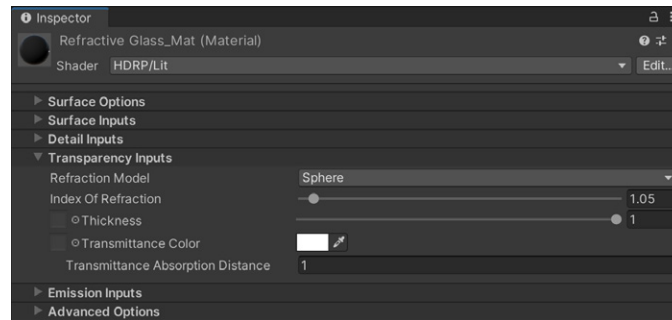 Inspector
Refractive Glass_Mat (Material)
Shader HDRP/Lit Edit...
Surface Options
Surface Inputs
Detail Inputs
Transparency Inputs
Refraction Model Sphere
Index Of Refraction 1.05
Thickness 1
Transmittance Color
Transmittance Absorption Distance 1
Emission Inputs
Advanced Options